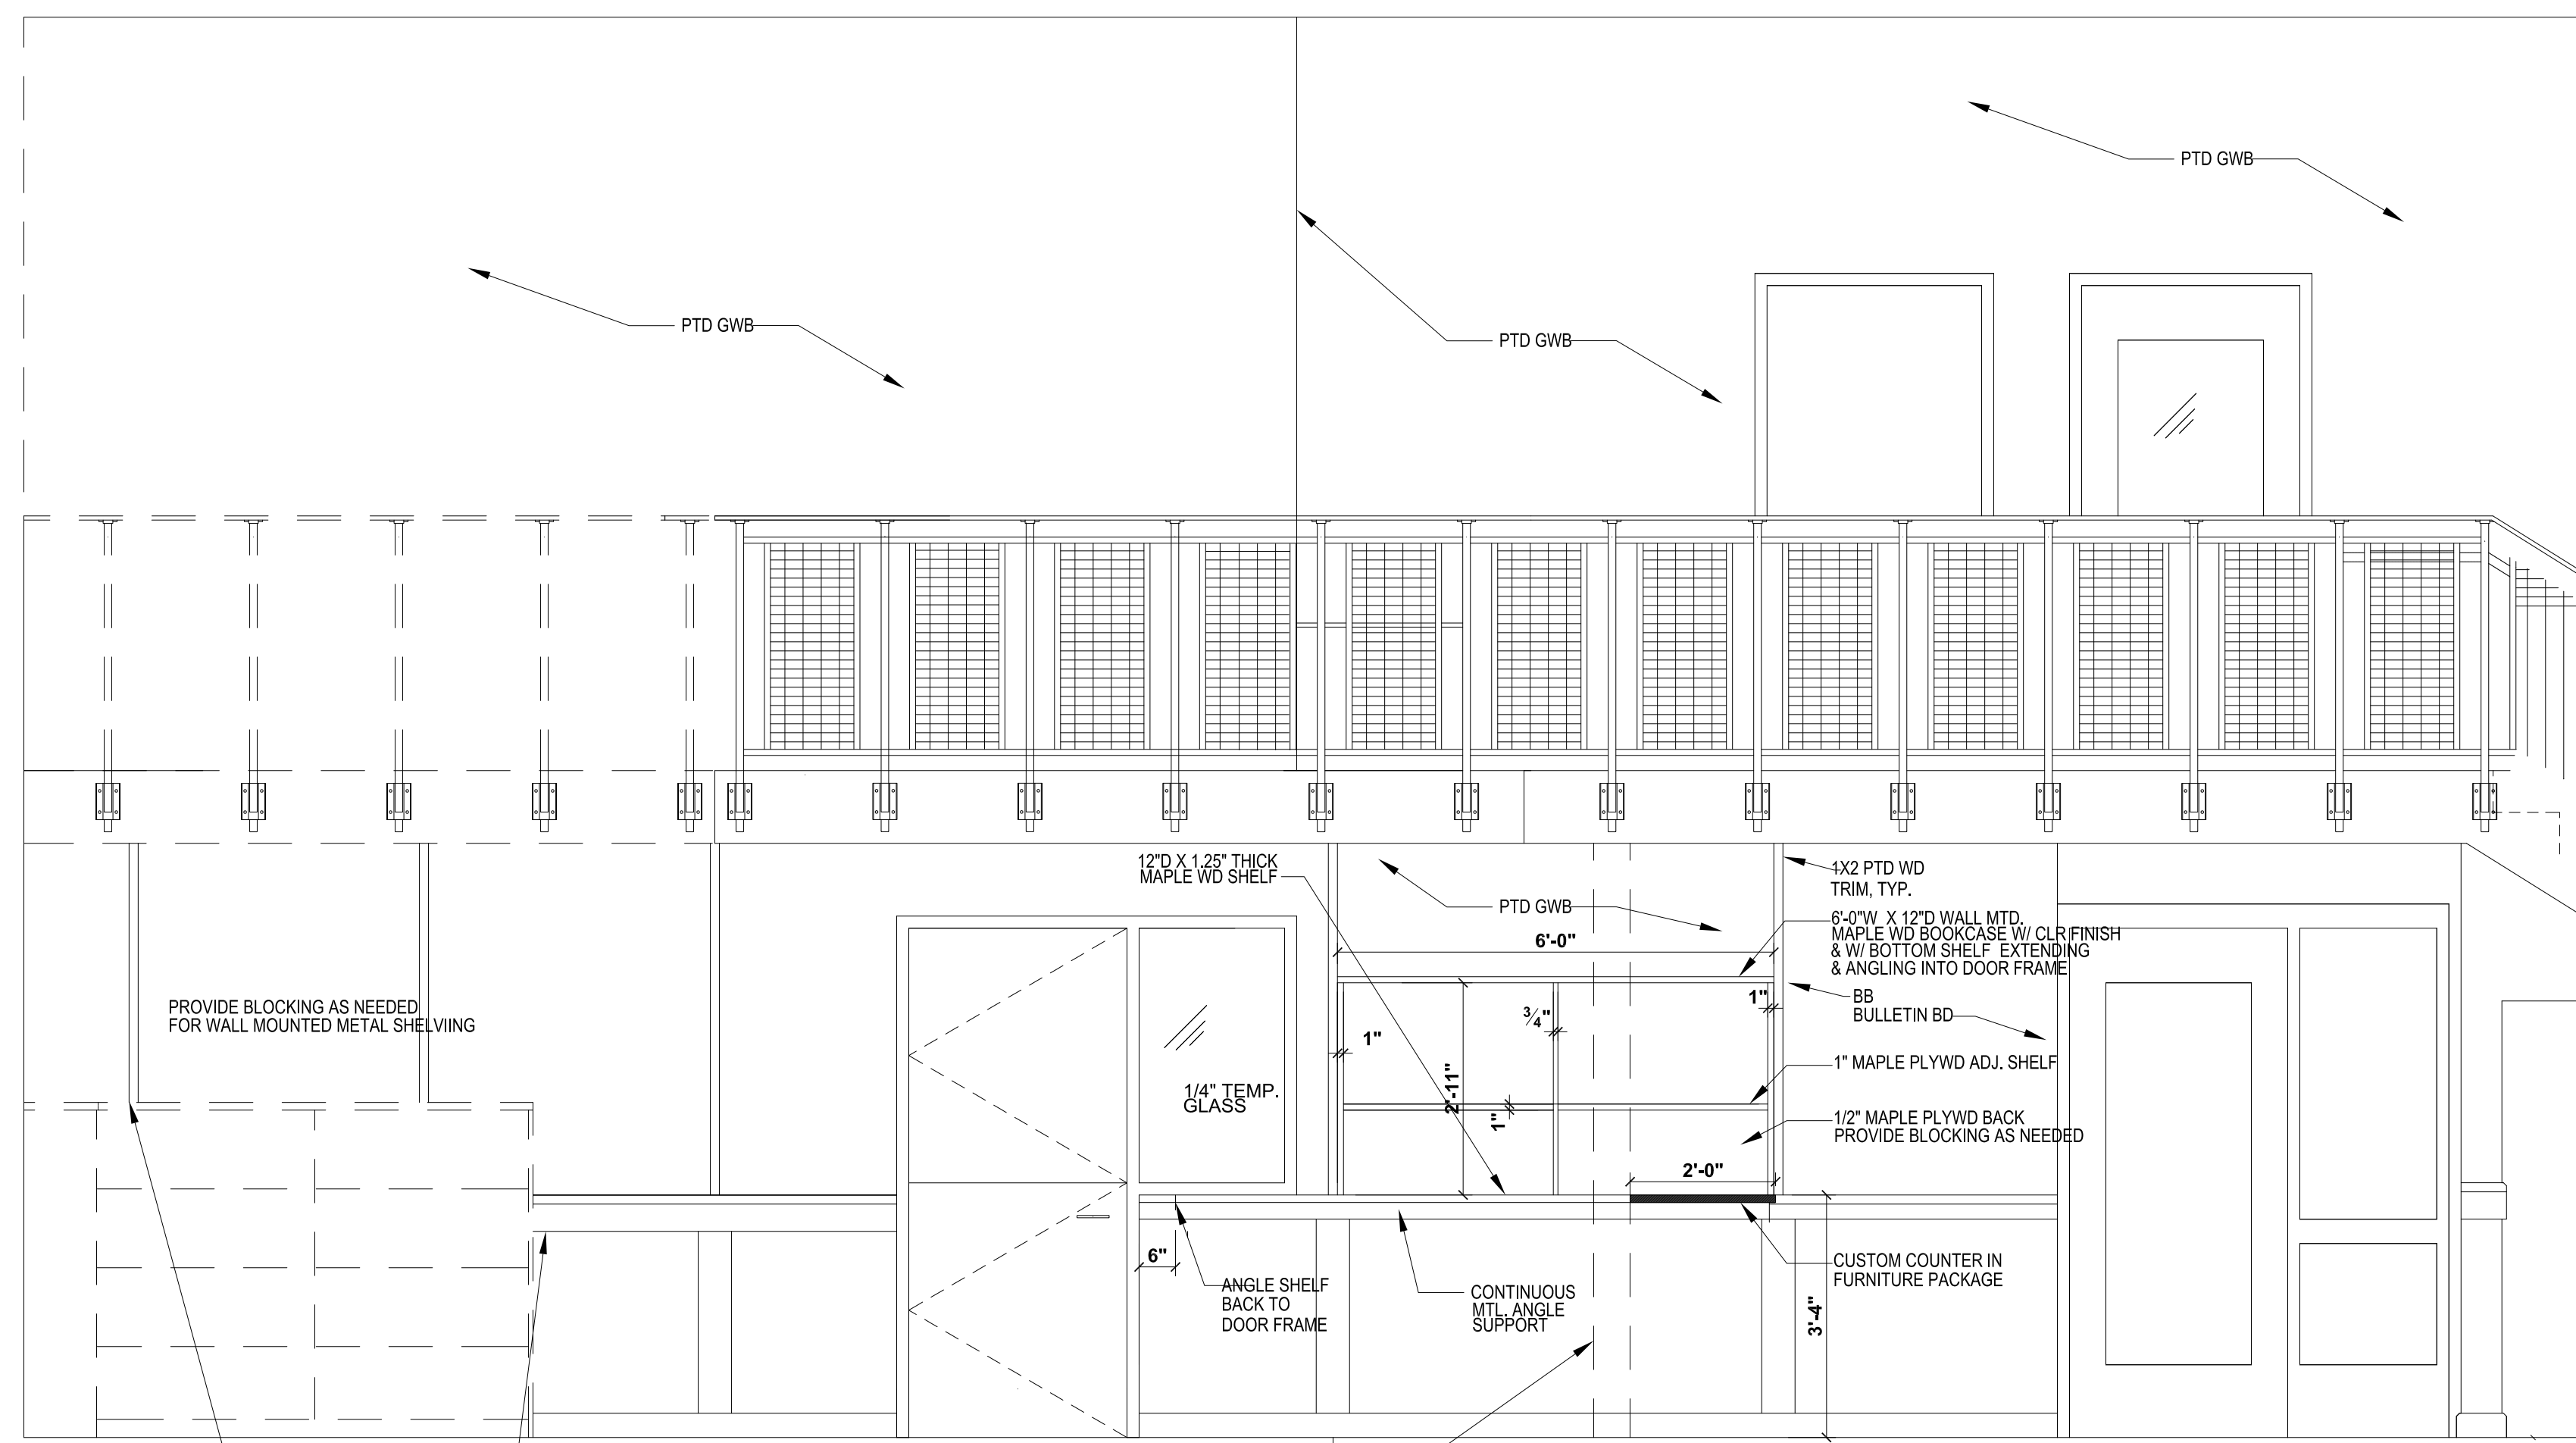 PTD GWB
PTD GWB
PTD GWB
PTD GWB
12"D X 1.25" THICK
MAPLE WD SHELF
PTD GWB
6'-0"
1X2 PTD WD
TRIM, TYP.
6'-0"W X 12"D WALL MTD.
MAPLE WD BOOKCASE W/ CLR FINISH
& W/ BOTTOM SHELF EXTENDING
& ANGLING INTO DOOR FRAME
BB
BULLETIN BD
PROVIDE BLOCKING AS NEEDED
FOR WALL MOUNTED METAL SHELVIING
1"
3/4"
1"
2'-11"
1"
1/4" TEMP.
GLASS
1" MAPLE PLYWD ADJ. SHELF
1/2" MAPLE PLYWD BACK
PROVIDE BLOCKING AS NEEDED
2'-0"
6"
ANGLE SHELF
BACK TO
DOOR FRAME
CONTINUOUS
MTL. ANGLE
SUPPORT
CUSTOM COUNTER IN
FURNITURE PACKAGE
3'-4"